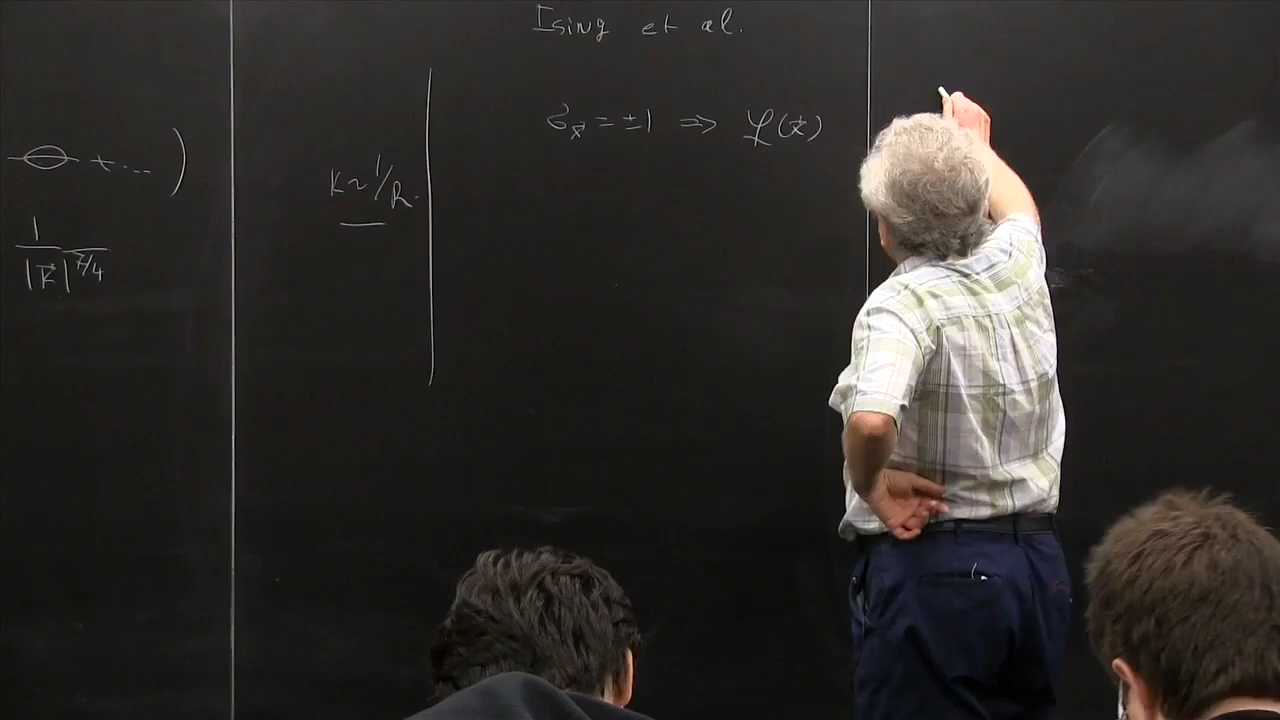 Ising et al.
σ_x⃗ = ±1 ⇒ φ(x⃗)
+ ... )
K ~ 1/R.
1
|k⃗|^7/4